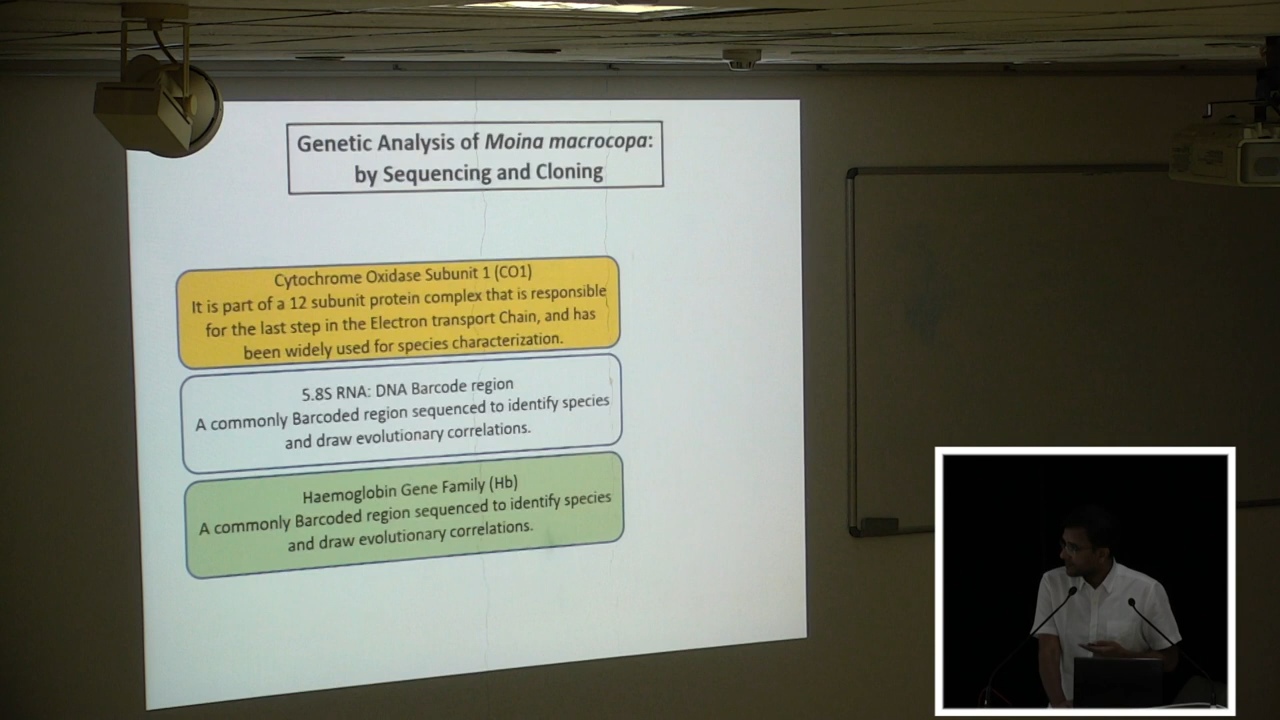 Genetic Analysis of Moina macrocopa:
by Sequencing and Cloning
Cytochrome Oxidase Subunit 1 (CO1)
It is part of a 12 subunit protein complex that is responsible
for the last step in the Electron transport Chain, and has
been widely used for species characterization.
5.8S RNA: DNA Barcode region
A commonly Barcoded region sequenced to identify species
and draw evolutionary correlations.
Haemoglobin Gene Family (Hb)
A commonly Barcoded region sequenced to identify species
and draw evolutionary correlations.